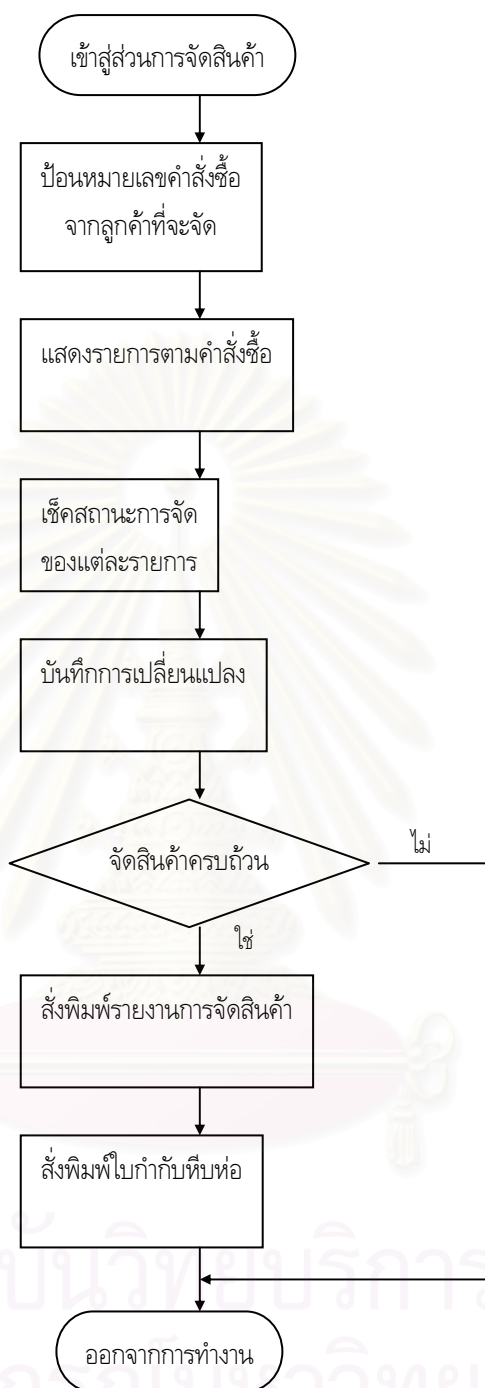 เข้าสู่ส่วนการจัดสินค้า
ป้อนหมายเลขคำสั่งซื้อ
จากลูกค้าที่จะจัด
แสดงรายการตามคำสั่งซื้อ
เช็คสถานะการจัด
ของแต่ละรายการ
บันทึกการเปลี่ยนแปลง
จัดสินค้าครบถ้วน
ไม่
ใช่
สั่งพิมพ์รายงานการจัดสินค้า
สั่งพิมพ์ใบกำกับหีบห่อ
ออกจากการทำงาน